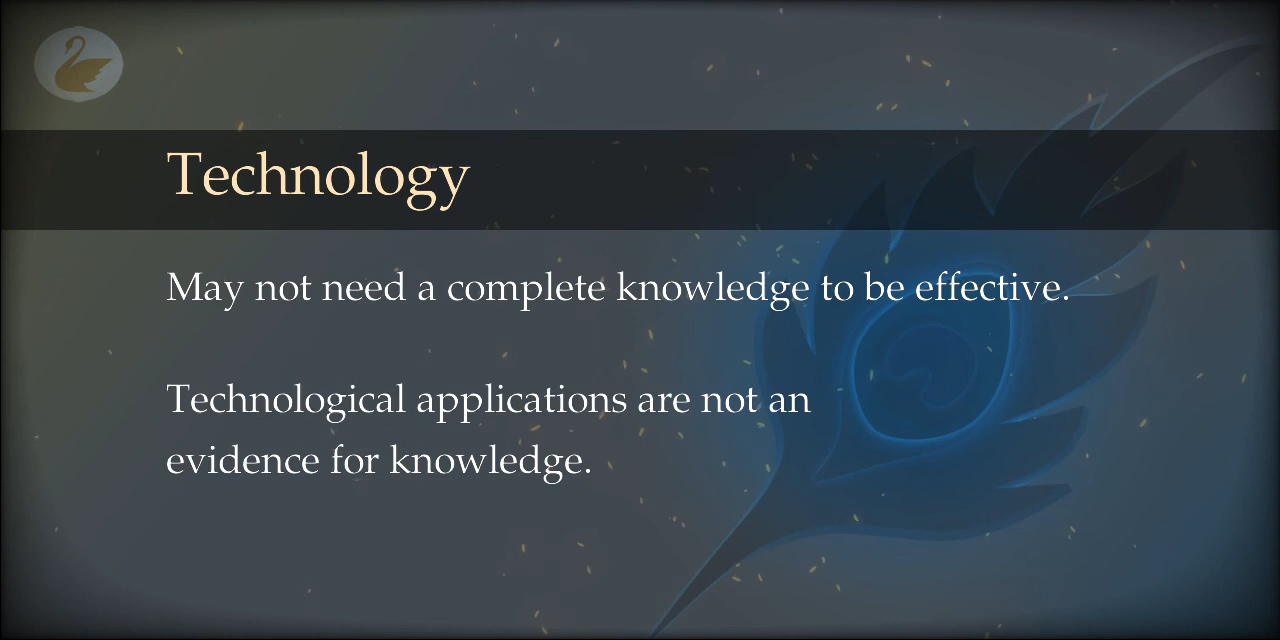 Technology
May not need a complete knowledge to be effective.
Technological applications are not an
evidence for knowledge.